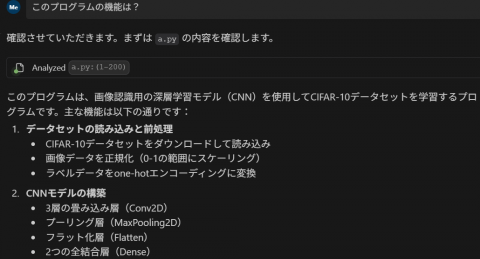 Me このプログラムの機能は？
確認させていただきます。まずは a.py の内容を確認します。
Analyzed a.py:(1-200)
このプログラムは、画像認識用の深層学習モデル（CNN）を使用してCIFAR-10データセットを学習するプロ
グラムです。主な機能は以下の通りです：
1. データセットの読み込みと前処理
• CIFAR-10データセットをダウンロードして読み込み
• 画像データを正規化（0-1の範囲にスケーリング）
• ラベルデータをone-hotエンコーディングに変換
2. CNNモデルの構築
• 3層の畳み込み層（Conv2D）
• プーリング層（MaxPooling2D）
• フラット化層（Flatten）
• 2つの全結合層（Dense）